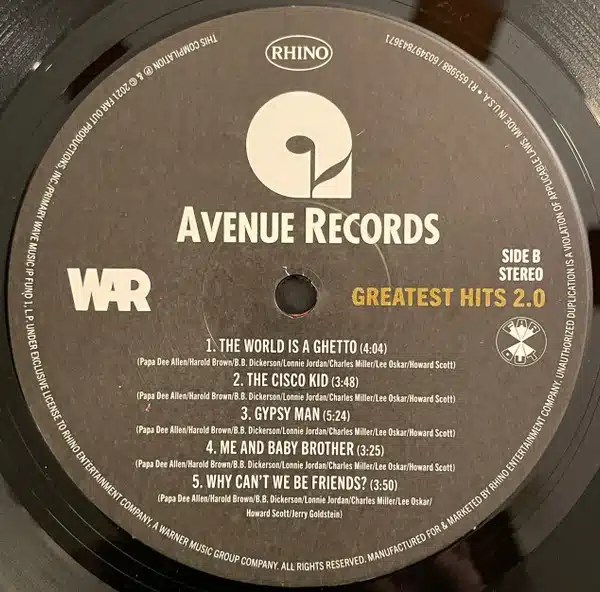 RHINO
AVENUE RECORDS
WAR
SIDE B
STEREO
GREATEST HITS 2.0
FAR OUT
1. THE WORLD IS A GHETTO (4:04)
(Papa Dee Allen/Harold Brown/B.B. Dickerson/Lonnie Jordan/Charles Miller/Lee Oskar/Howard Scott)
2. THE CISCO KID (3:48)
(Papa Dee Allen/Harold Brown/B.B. Dickerson/Lonnie Jordan/Charles Miller/Lee Oskar/Howard Scott)
3. GYPSY MAN (5:24)
(Papa Dee Allen/Harold Brown/B.B. Dickerson/Lonnie Jordan/Charles Miller/Lee Oskar/Howard Scott)
4. ME AND BABY BROTHER (3:25)
(Papa Dee Allen/Harold Brown/B.B. Dickerson/Lonnie Jordan/Charles Miller/Lee Oskar/Howard Scott)
5. WHY CAN'T WE BE FRIENDS? (3:50)
(Papa Dee Allen/Harold Brown/B.B. Dickerson/Lonnie Jordan/Charles Miller/Lee Oskar/
Howard Scott/Jerry Goldstein)
THIS COMPILATION ℗ & © 2021 FAR OUT PRODUCTIONS, INC./PRIMARY WAVE MUSIC IP FUND 1, L.P. UNDER EXCLUSIVE LICENSE TO RHINO ENTERTAINMENT COMPANY, A WARNER MUSIC GROUP COMPANY. ALL RIGHTS RESERVED. MANUFACTURED FOR & MARKETED BY RHINO ENTERTAINMENT COMPANY. UNAUTHORIZED DUPLICATION IS A VIOLATION OF APPLICABLE LAWS. MADE IN U.S.A. • R1 655988 / 603497843671